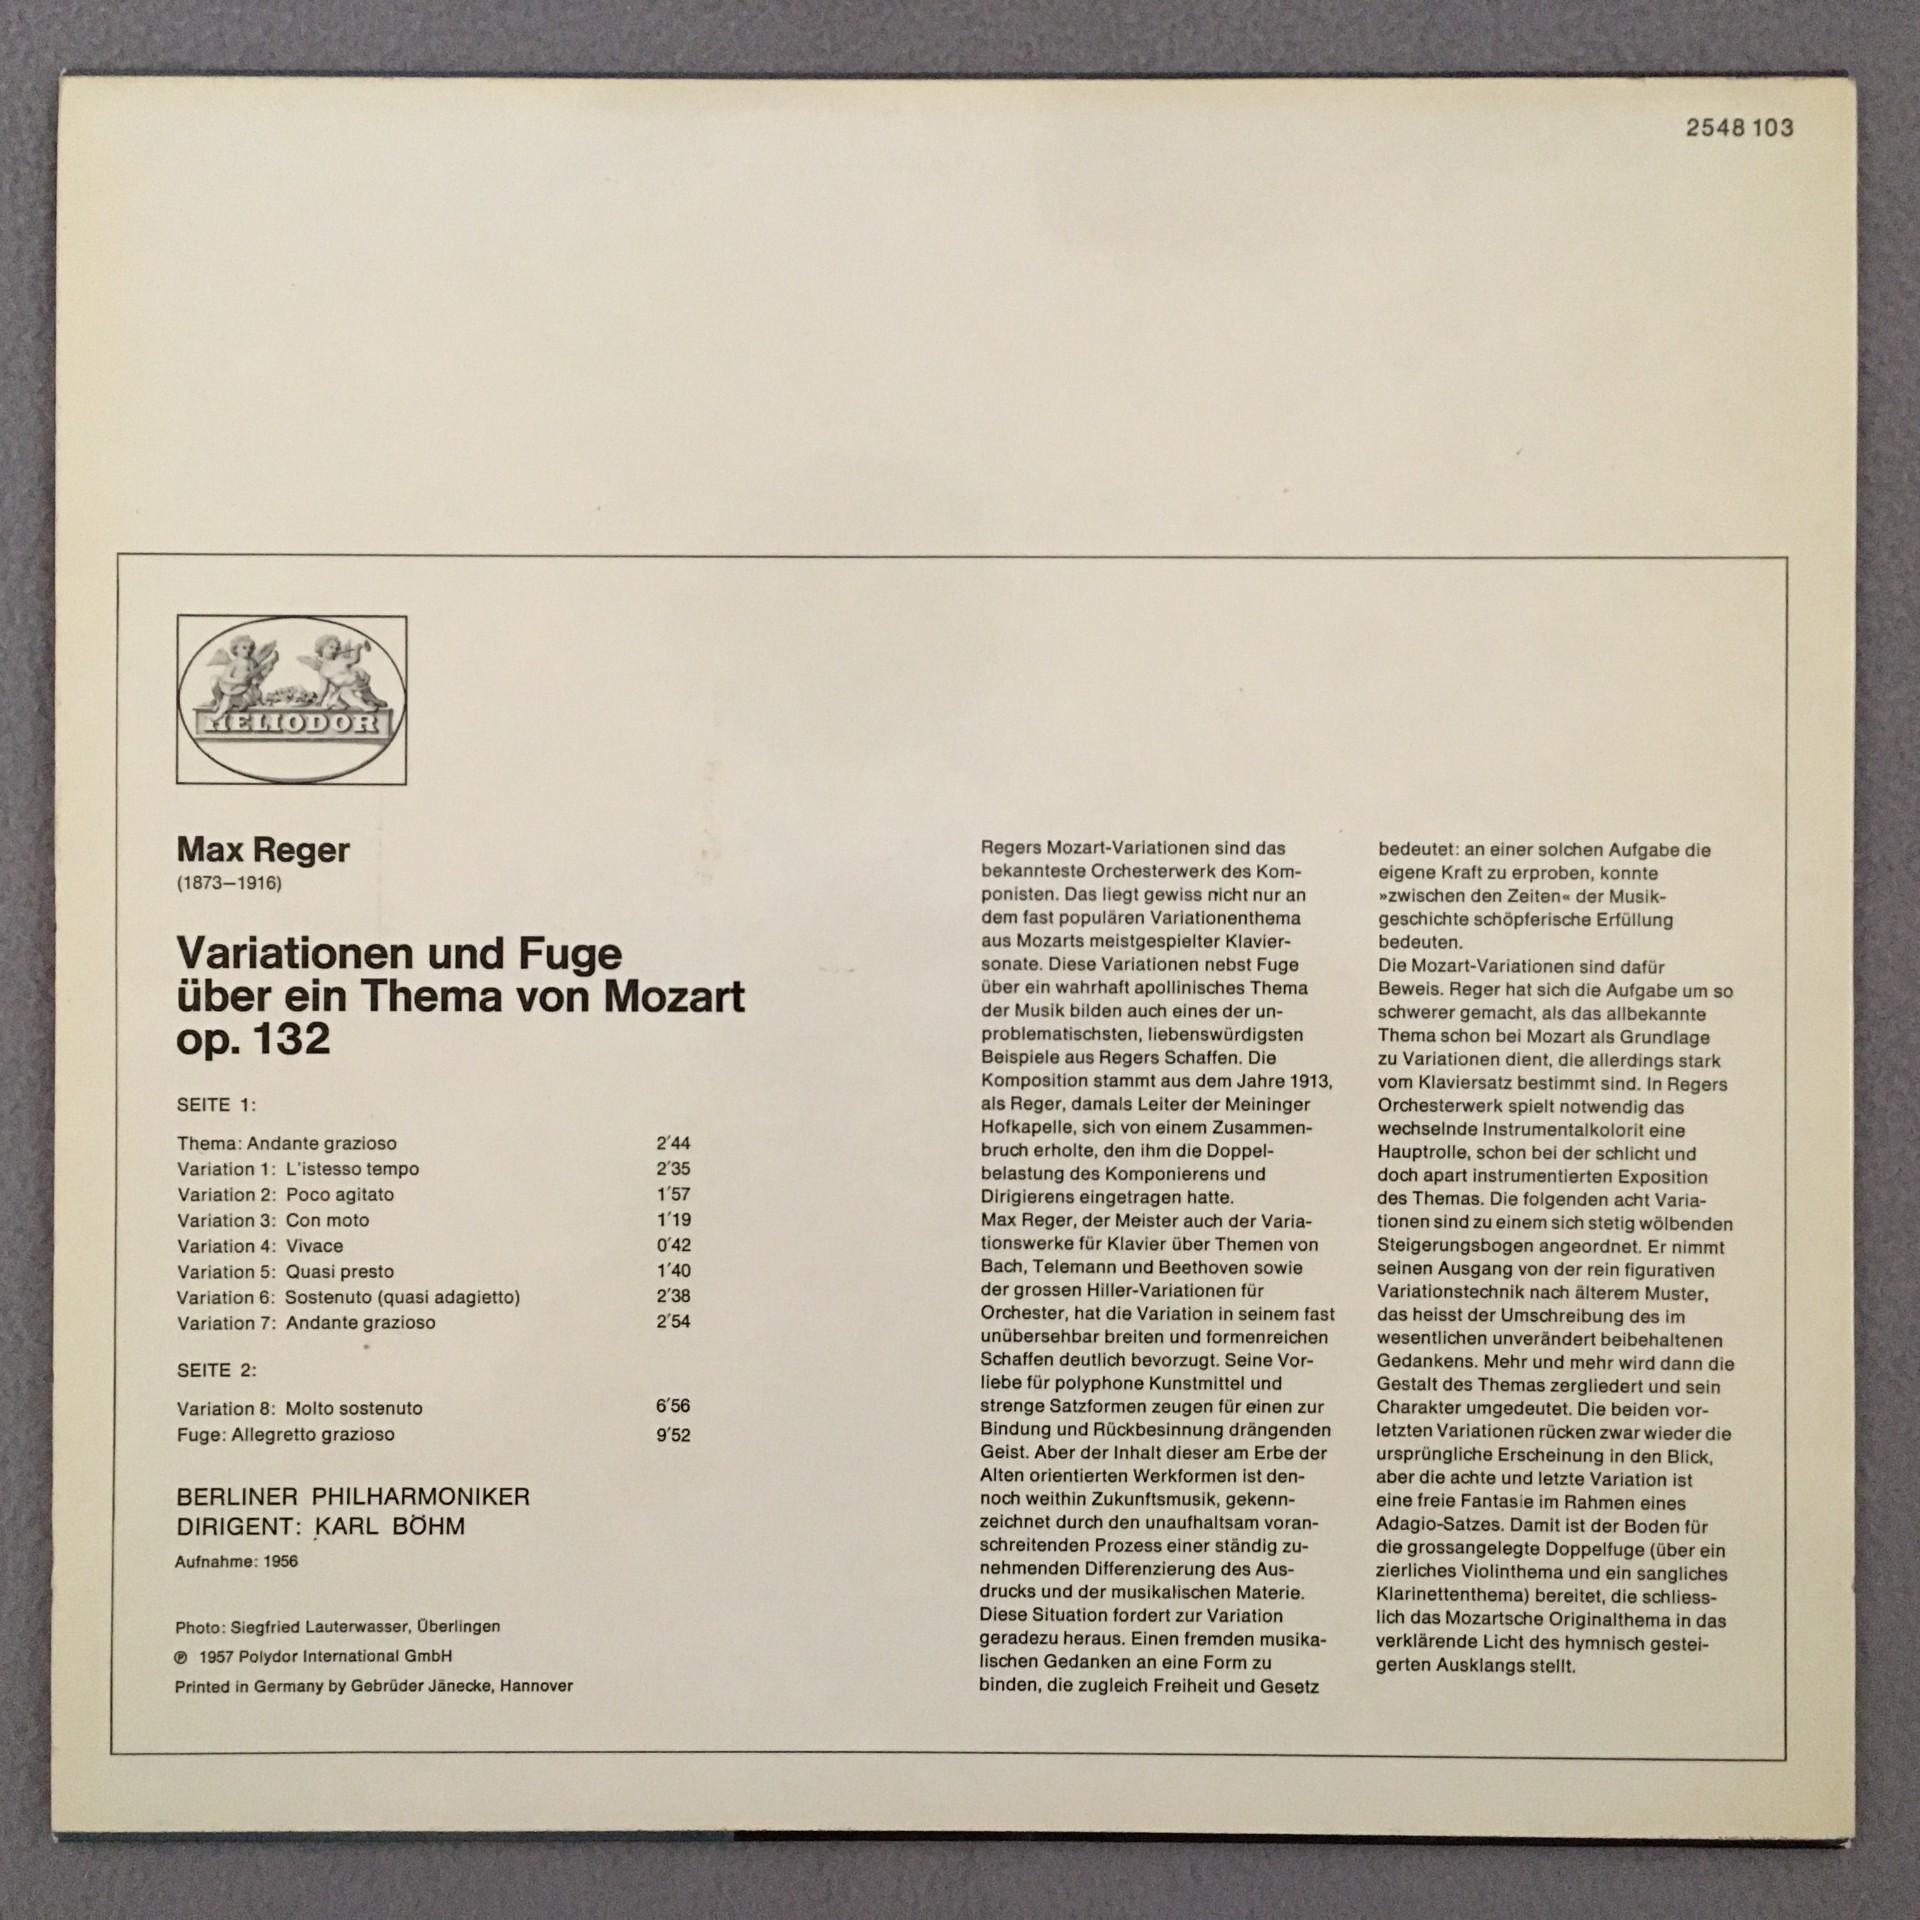 2548 103
HELIODOR
Max Reger
(1873–1916)
Variationen und Fuge
über ein Thema von Mozart
op. 132
SEITE 1:
Thema: Andante grazioso 2′44
Variation 1: L'istesso tempo 2′35
Variation 2: Poco agitato 1′57
Variation 3: Con moto 1′19
Variation 4: Vivace 0′42
Variation 5: Quasi presto 1′40
Variation 6: Sostenuto (quasi adagietto) 2′38
Variation 7: Andante grazioso 2′54
SEITE 2:
Variation 8: Molto sostenuto 6′56
Fuge: Allegretto grazioso 9′52
BERLINER PHILHARMONIKER
DIRIGENT: KARL BÖHM
Aufnahme: 1956
Photo: Siegfried Lauterwasser, Überlingen
℗ 1957 Polydor International GmbH
Printed in Germany by Gebrüder Jänecke, Hannover
Regers Mozart-Variationen sind das
bekannteste Orchesterwerk des Kom-
ponisten. Das liegt gewiss nicht nur an
dem fast populären Variationenthema
aus Mozarts meistgespielter Klavier-
sonate. Diese Variationen nebst Fuge
über ein wahrhaft apollinisches Thema
der Musik bilden auch eines der un-
problematischsten, liebenswürdigsten
Beispiele aus Regers Schaffen. Die
Komposition stammt aus dem Jahre 1913,
als Reger, damals Leiter der Meininger
Hofkapelle, sich von einem Zusammen-
bruch erholte, den ihm die Doppel-
belastung des Komponierens und
Dirigierens eingetragen hatte.
Max Reger, der Meister auch der Varia-
tionswerke für Klavier über Themen von
Bach, Telemann und Beethoven sowie
der grossen Hiller-Variationen für
Orchester, hat die Variation in seinem fast
unübersehbar breiten und formenreichen
Schaffen deutlich bevorzugt. Seine Vor-
liebe für polyphone Kunstmittel und
strenge Satzformen zeugen für einen zur
Bindung und Rückbesinnung drängenden
Geist. Aber der Inhalt dieser am Erbe der
Alten orientierten Werkformen ist den-
noch weithin Zukunftsmusik, gekenn-
zeichnet durch den unaufhaltsam voran-
schreitenden Prozess einer ständig zu-
nehmenden Differenzierung des Aus-
drucks und der musikalischen Materie.
Diese Situation fordert zur Variation
geradezu heraus. Einen fremden musika-
lischen Gedanken an eine Form zu
binden, die zugleich Freiheit und Gesetz
bedeutet: an einer solchen Aufgabe die
eigene Kraft zu erproben, konnte
»zwischen den Zeiten« der Musik-
geschichte schöpferische Erfüllung
bedeuten.
Die Mozart-Variationen sind dafür
Beweis. Reger hat sich die Aufgabe um so
schwerer gemacht, als das allbekannte
Thema schon bei Mozart als Grundlage
zu Variationen dient, die allerdings stark
vom Klaviersatz bestimmt sind. In Regers
Orchesterwerk spielt notwendig das
wechselnde Instrumentalkolorit eine
Hauptrolle, schon bei der schlicht und
doch apart instrumentierten Exposition
des Themas. Die folgenden acht Varia-
tionen sind zu einem sich stetig wölbenden
Steigerungsbogen angeordnet. Er nimmt
seinen Ausgang von der rein figurativen
Variationstechnik nach älterem Muster,
das heisst der Umschreibung des im
wesentlichen unverändert beibehaltenen
Gedankens. Mehr und mehr wird dann die
Gestalt des Themas zergliedert und sein
Charakter umgedeutet. Die beiden vor-
letzten Variationen rücken zwar wieder die
ursprüngliche Erscheinung in den Blick,
aber die achte und letzte Variation ist
eine freie Fantasie im Rahmen eines
Adagio-Satzes. Damit ist der Boden für
die grossangelegte Doppelfuge (über ein
zierliches Violinthema und ein sangliches
Klarinettenthema) bereitet, die schliess-
lich das Mozartsche Originalthema in das
verklärende Licht des hymnisch gestei-
gerten Ausklangs stellt.